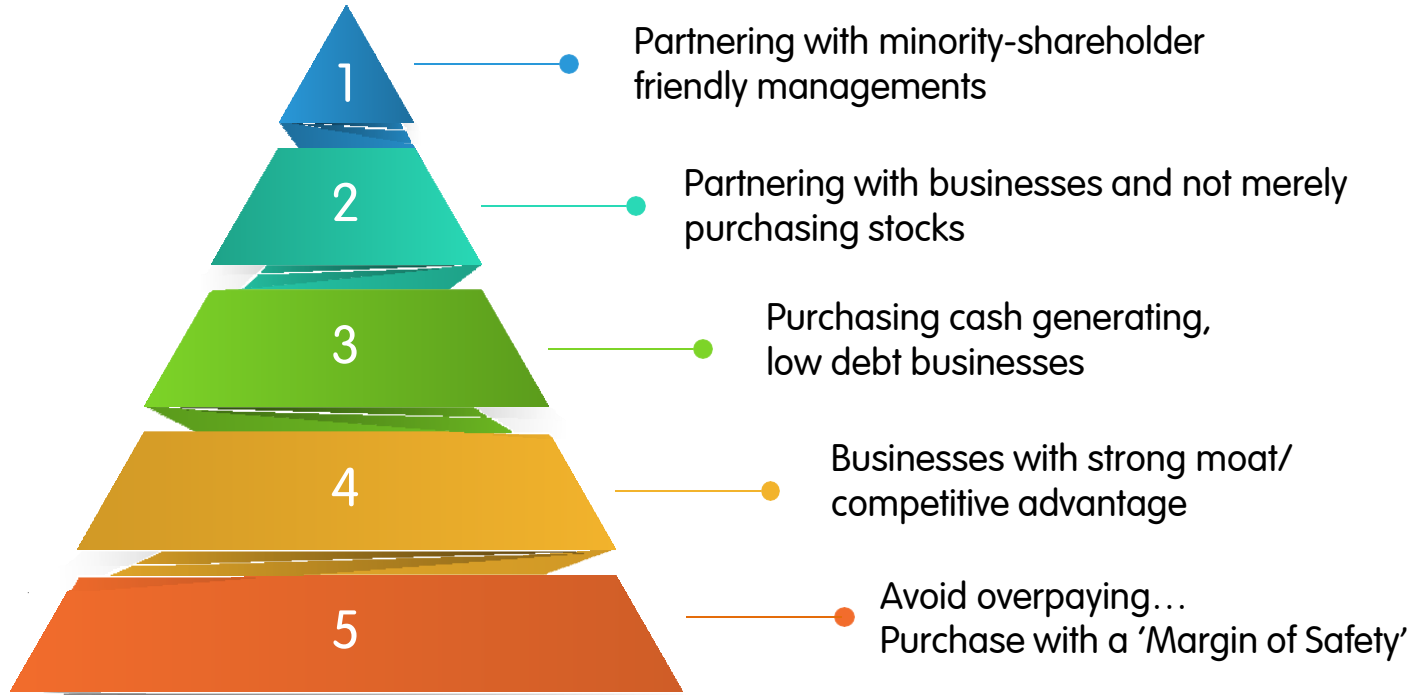 1
Partnering with minority-shareholder
friendly managements
2
Partnering with businesses and not merely
purchasing stocks
3
Purchasing cash generating,
low debt businesses
4
Businesses with strong moat/
competitive advantage
5
Avoid overpaying…
Purchase with a ‘Margin of Safety’